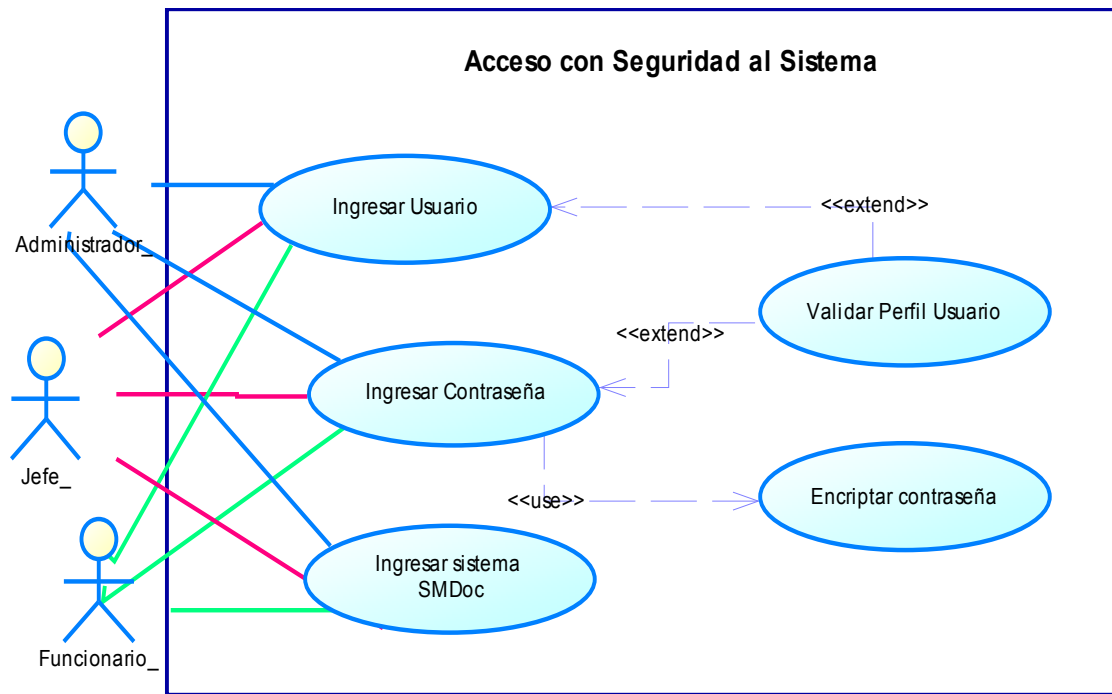 Acceso con Seguridad al Sistema
Administrador_
Ingresar Usuario
<<extend>>
Validar Perfil Usuario
<<extend>>
Jefe_
Ingresar Contraseña
<<use>>
Encriptar contraseña
Ingresar sistema
SMDoc
Funcionario_